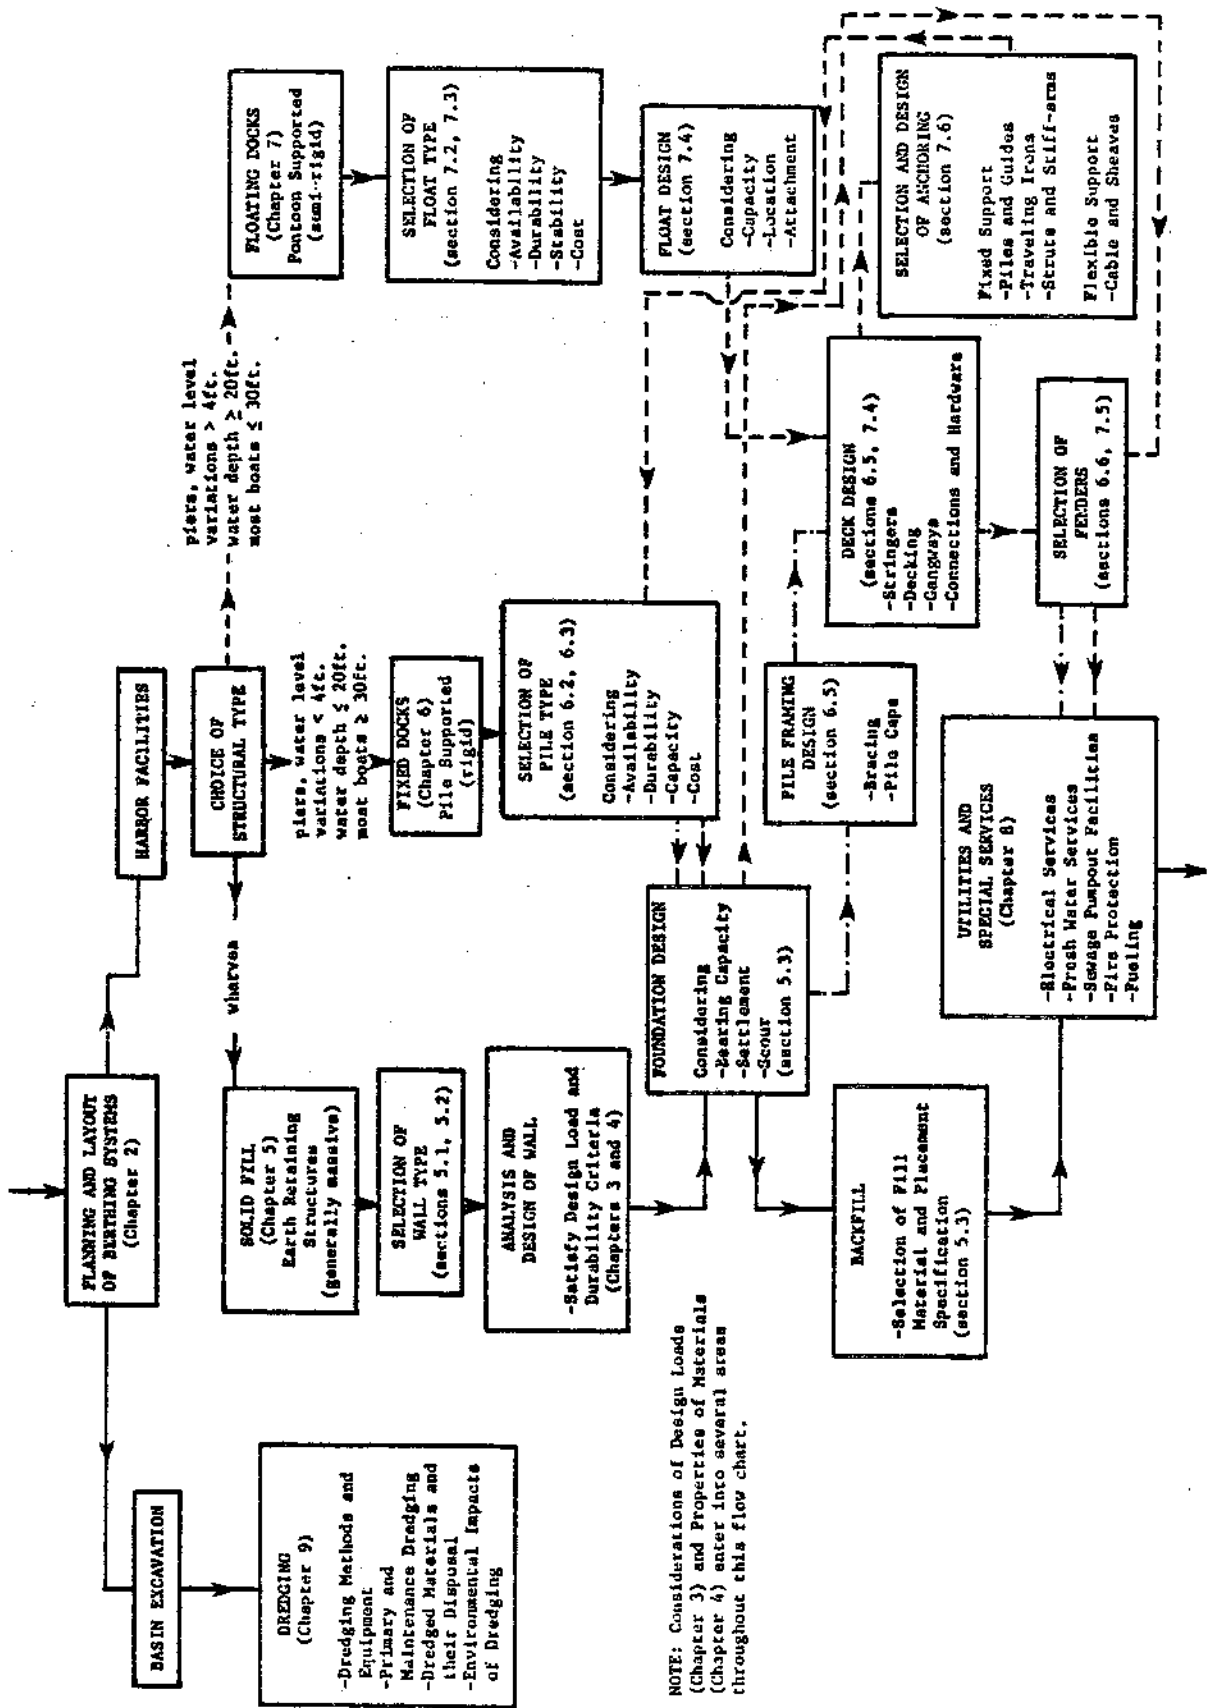 PLANNING AND LAYOUT
OF BERTHING SYSTEMS
(Chapter 2)
BASIN EXCAVATION
DREDGING
(Chapter 9)
-Dredging Methods and
Equipment
-Primary and
Maintenance Dredging
-Dredged Materials and
their Disposal
-Environmental Impacts
of Dredging
HARBOR FACILITIES
CHOICE OF
STRUCTURAL TYPE
wharves
piers, water level
variations < 4ft.
water depth ≤ 20ft.
most boats ≥ 30ft.
piers, water level
variations > 4ft.
water depth ≥ 20ft.
most boats ≤ 30ft.
SOLID FILL
(Chapter 5)
Earth Retaining
Structures
(generally massive)
SELECTION OF
WALL TYPE
(sections 5.1, 5.2)
ANALYSIS AND
DESIGN OF WALL
-Satisfy Design Load and
Durability Criteria
(Chapters 3 and 4)
FIXED DOCKS
(Chapter 6)
Pile Supported
(rigid)
SELECTION OF
PILE TYPE
(section 6.2, 6.3)
Considering
-Availabilty
-Durability
-Capacity
-Cost
FLOATING DOCKS
(Chapter 7)
Pontoon Supported
(semi-rigid)
SELECTION OF
FLOAT TYPE
(section 7.2, 7.3)
Considering
-Availability
-Durability
-Stability
-Cost
FLOAT DESIGN
(section 7.4)
Considering
-Capacity
-Location
-Attachment
FOUNDATION DESIGN
Considering
-Bearing Capacity
-Settlement
-Scour
(section 5.3)
PILE FRAMING
DESIGN
(section 6.5)
-Bracing
-Pile Caps
DECK DESIGN
(sections 6.5, 7.4)
-Stringers
-Decking
-Gangways
-Connections and Hardware
SELECTION AND DESIGN
OF ANCHORING
(section 7.6)
Fixed Support
-Piles and Guides
-Traveling Irons
-Struts and Stiff-arms
Flexible Support
-Cable and Sheaves
BACKFILL
-Selection of Fill
Material and Placement
Specification
(section 5.3)
SELECTION OF
FENDERS
(sections 6.6, 7.5)
UTILITIES AND
SPECIAL SERVICES
(Chapter 8)
-Electrical Services
-Fresh Water Services
-Sewage Pumpout Facilities
-Fire Protection
-Fueling
NOTE: Considerations of Design Loads
(Chapter 3) and Properties of Materials
(Chapter 4) enter into several areas
throughout this flow chart.